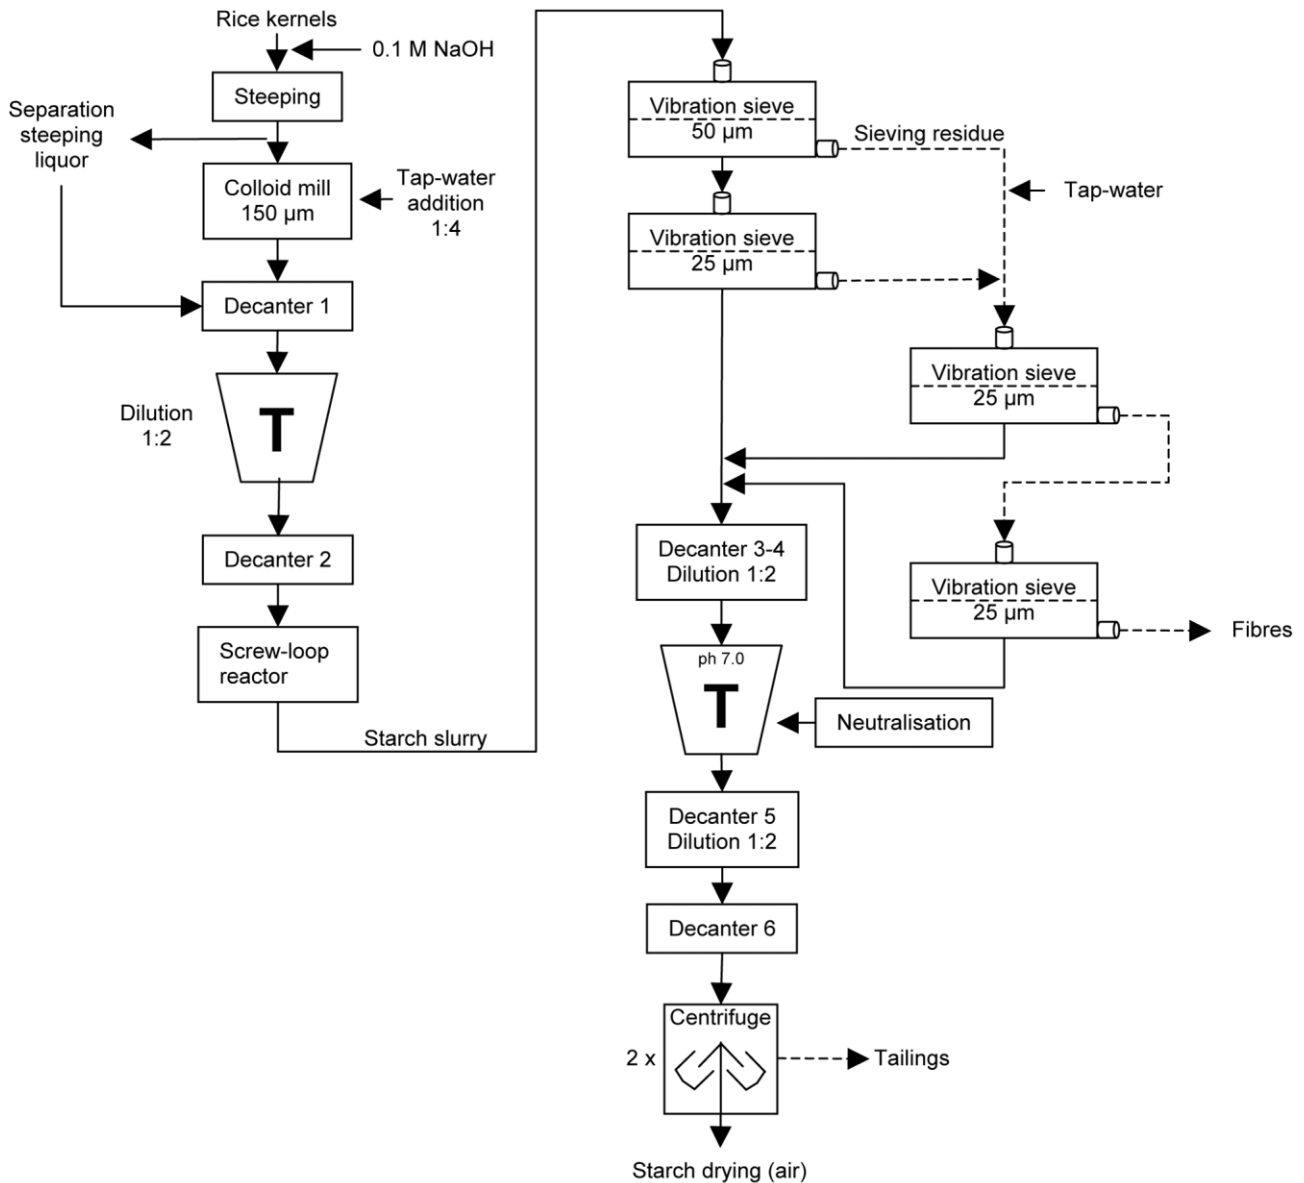 Rice kernels
0.1 M NaOH
Steeping
Separation
steeping
liquor
Colloid mill
150 µm
Tap-water
addition
1:4
Decanter 1
Dilution
1:2
T
Decanter 2
Screw-loop
reactor
Starch slurry
Vibration sieve
50 µm
Sieving residue
Tap-water
Vibration sieve
25 µm
Vibration sieve
25 µm
Vibration sieve
25 µm
Fibres
Decanter 3-4
Dilution 1:2
ph 7.0
T
Neutralisation
Decanter 5
Dilution 1:2
Decanter 6
Centrifuge
2 x
Tailings
Starch drying (air)